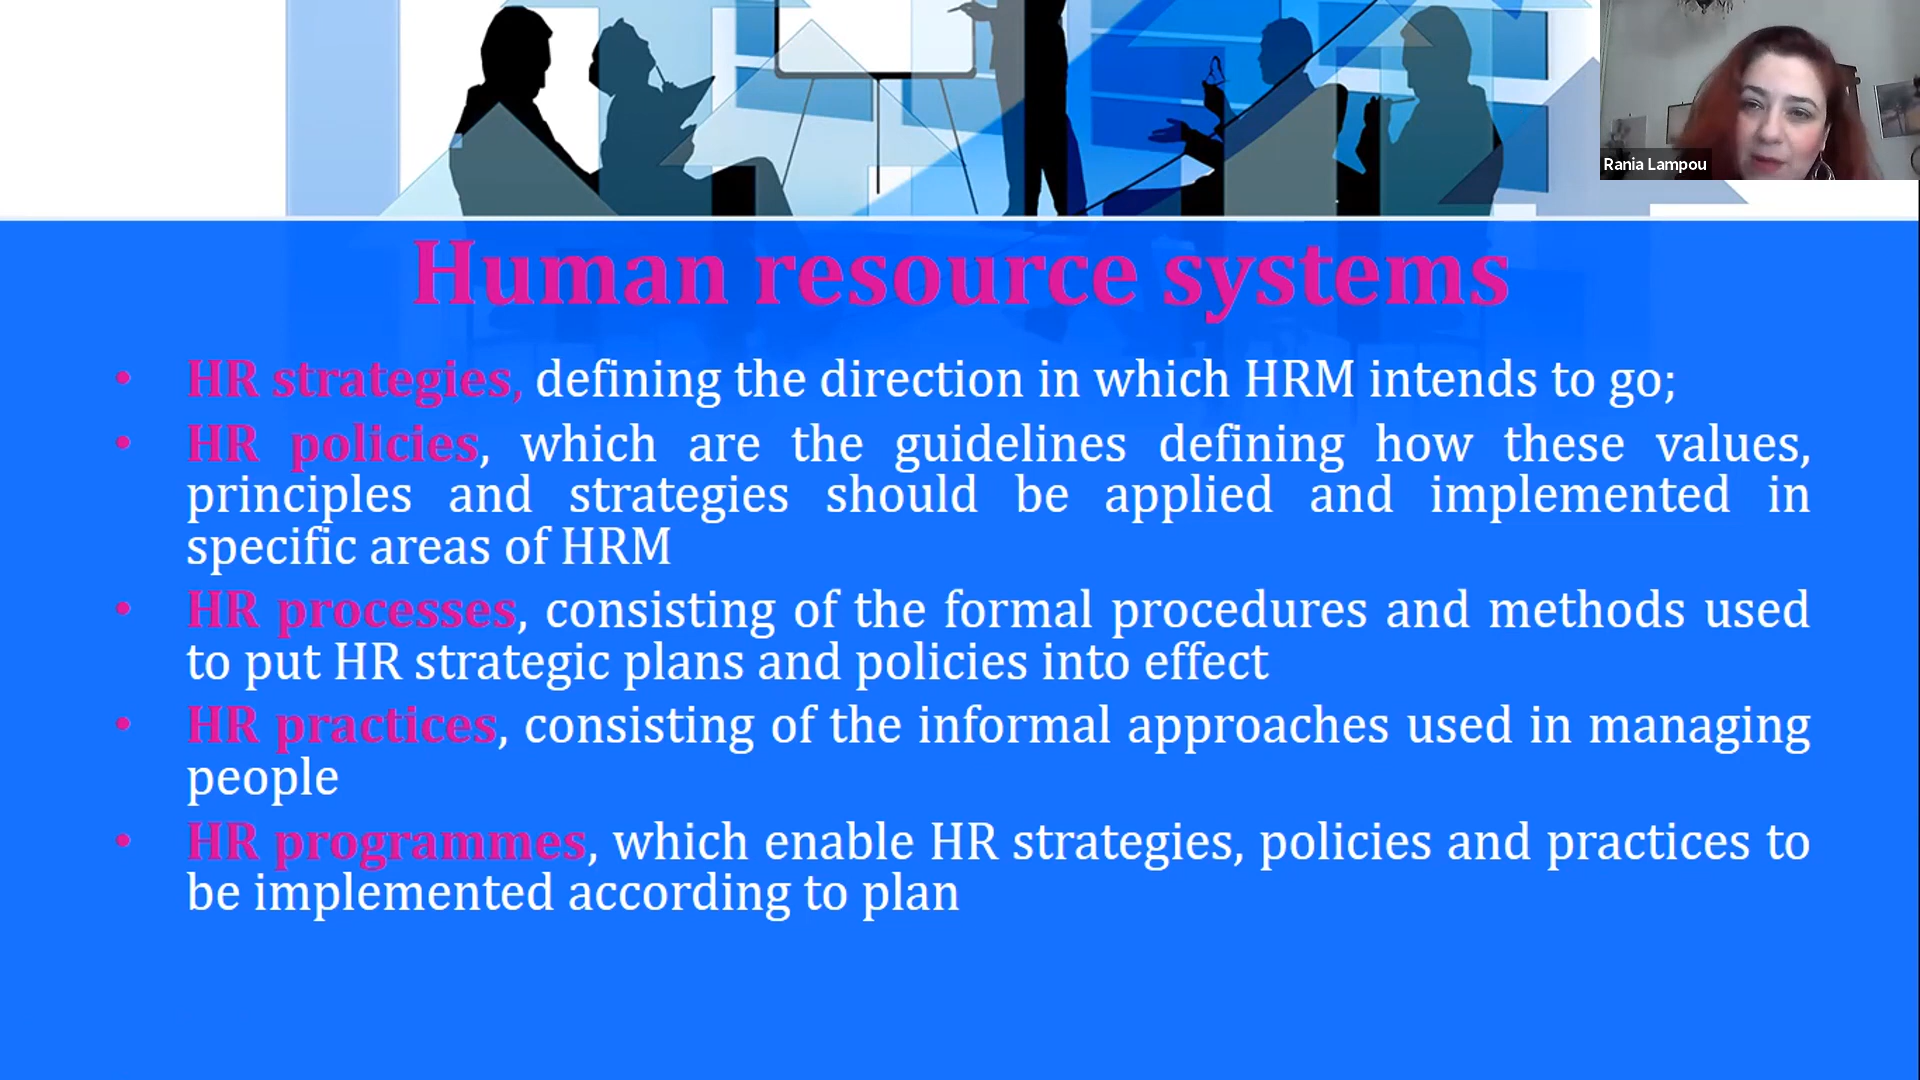 Rania Lampou
Human resource systems
• HR strategies, defining the direction in which HRM intends to go;
• HR policies, which are the guidelines defining how these values,
principles and strategies should be applied and implemented in
specific areas of HRM
• HR processes, consisting of the formal procedures and methods used
to put HR strategic plans and policies into effect
• HR practices, consisting of the informal approaches used in managing
people
• HR programmes, which enable HR strategies, policies and practices to
be implemented according to plan